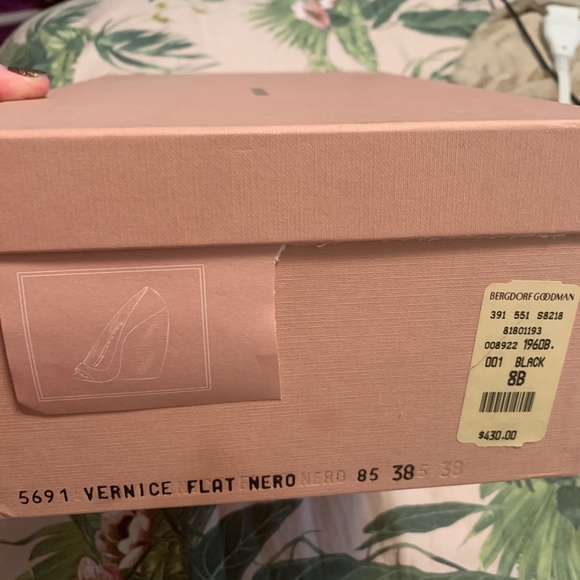 BERGDORF GOODMAN
391 551 S8218
81801193
008922 1960B.
001 BLACK
8B
$430.00
5691 VERNICE FLAT NERO NERO 85 385 38